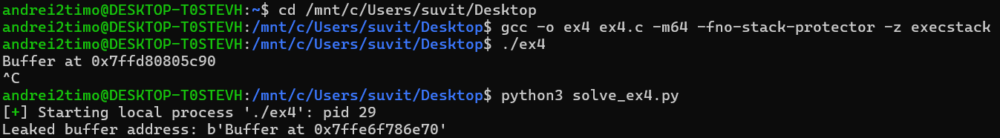 andrei2timo@DESKTOP-T0STEVH:~$ cd /mnt/c/Users/suvit/Desktop
andrei2timo@DESKTOP-T0STEVH:/mnt/c/Users/suvit/Desktop$ gcc -o ex4 ex4.c -m64 -fno-stack-protector -z execstack
andrei2timo@DESKTOP-T0STEVH:/mnt/c/Users/suvit/Desktop$ ./ex4
Buffer at 0x7ffd80805c90
^C
andrei2timo@DESKTOP-T0STEVH:/mnt/c/Users/suvit/Desktop$ python3 solve_ex4.py
[+] Starting local process './ex4': pid 29
Leaked buffer address: b'Buffer at 0x7ffe6f786e70'